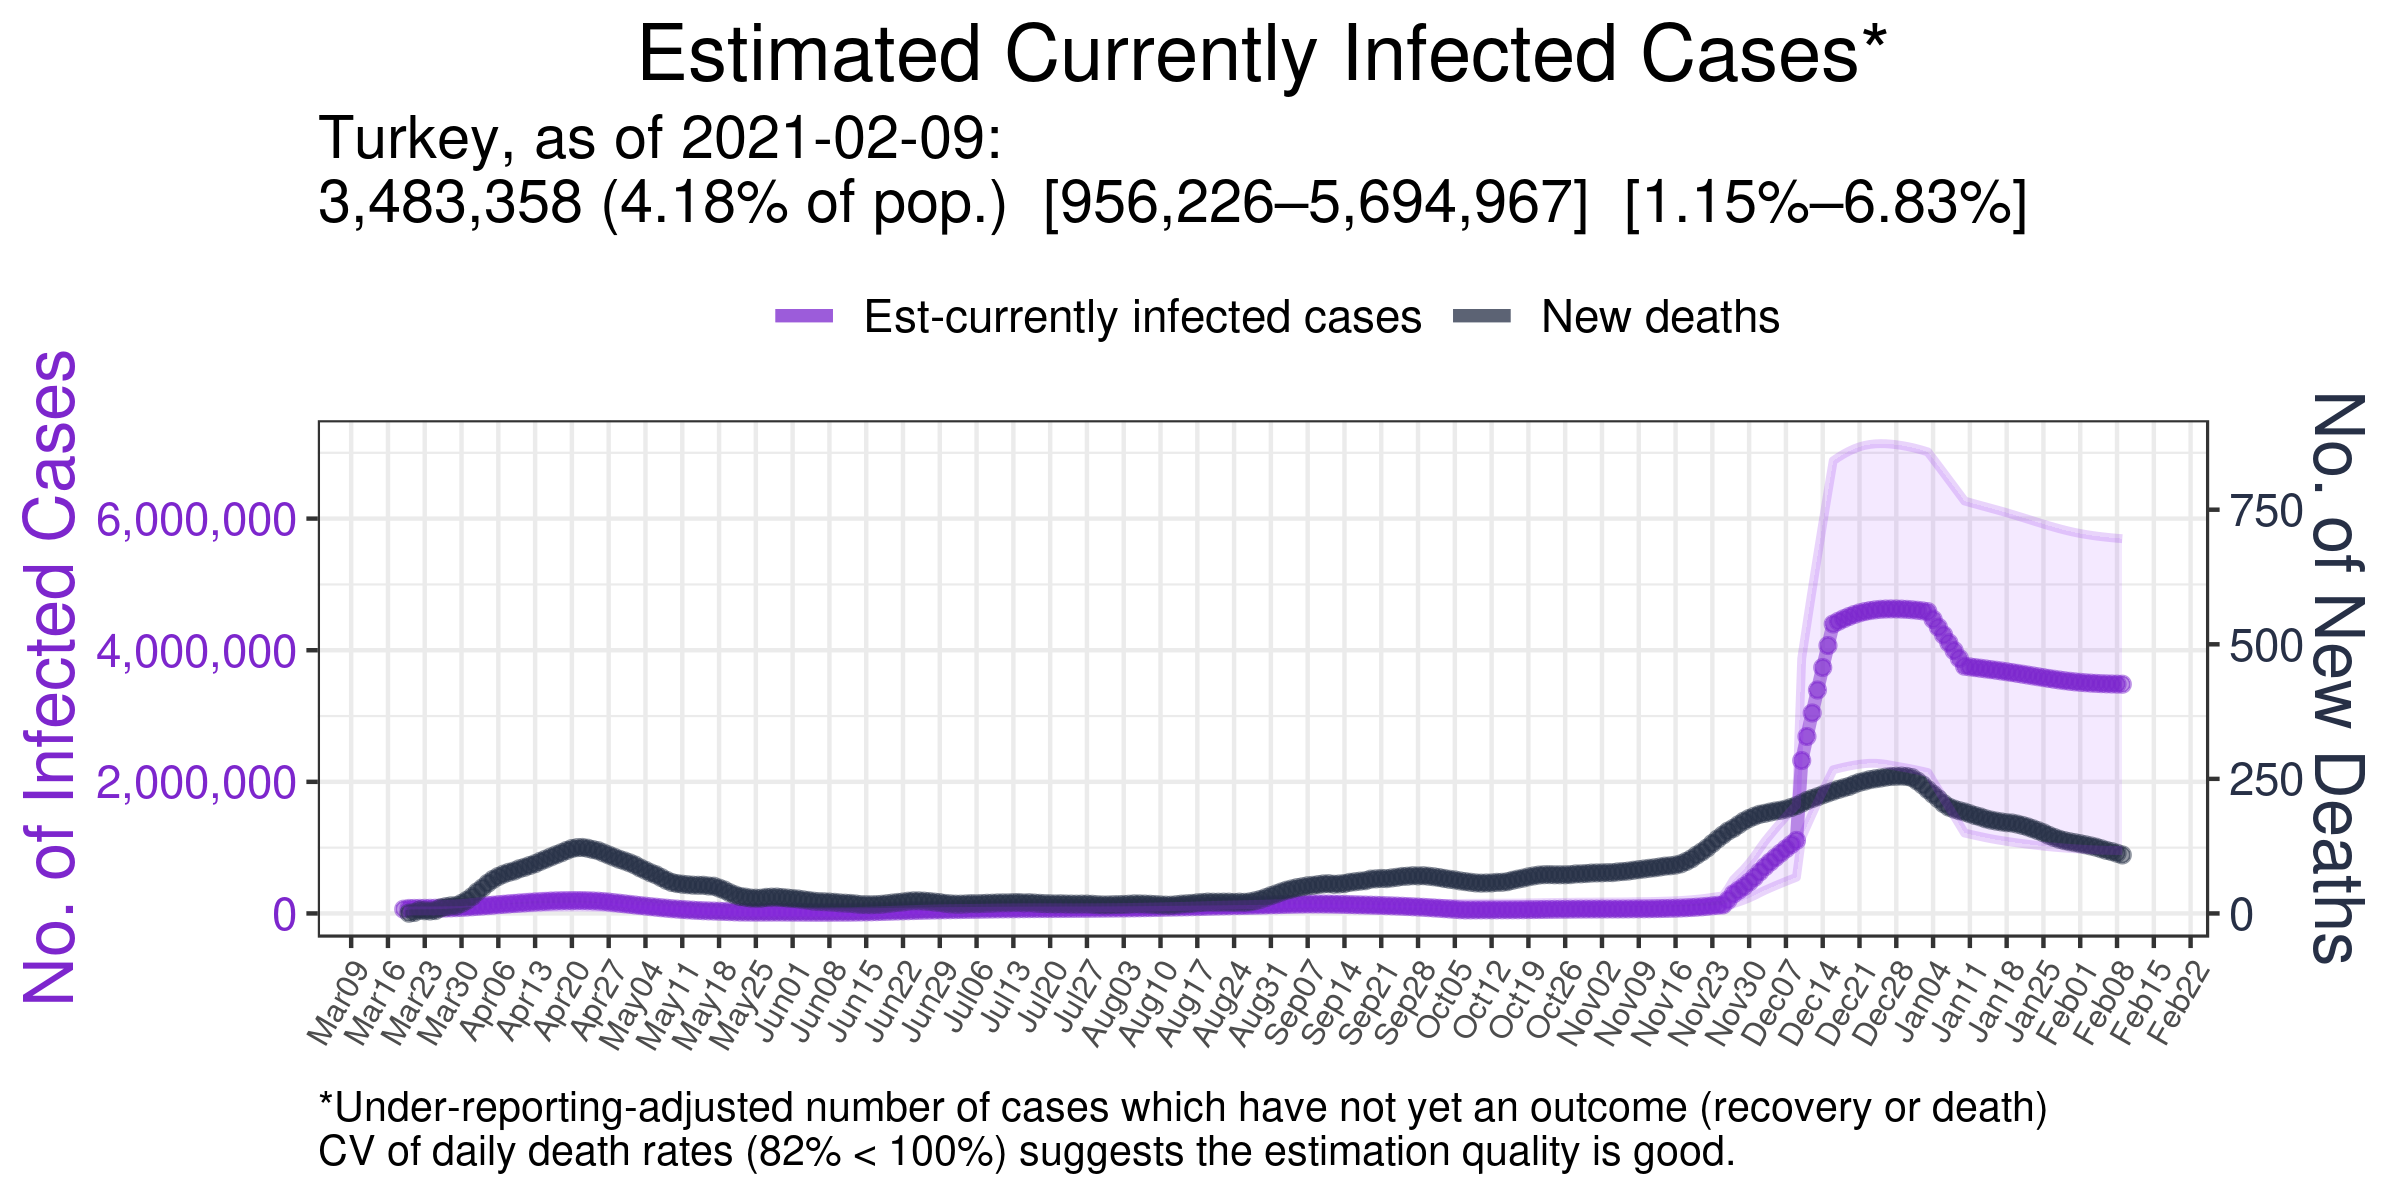 Estimated Currently Infected Cases*
Turkey, as of 2021-02-09:
3,483,358 (4.18% of pop.)  [956,226–5,694,967]  [1.15%–6.83%]
Est-currently infected cases
New deaths
No. of Infected Cases
6,000,000
4,000,000
2,000,000
0
750
500
250
0
No. of New Deaths
Mar09
Mar16
Mar23
Mar30
Apr06
Apr13
Apr20
Apr27
May04
May11
May18
May25
Jun01
Jun08
Jun15
Jun22
Jun29
Jul06
Jul13
Jul20
Jul27
Aug03
Aug10
Aug17
Aug24
Aug31
Sep07
Sep14
Sep21
Sep28
Oct05
Oct12
Oct19
Oct26
Nov02
Nov09
Nov16
Nov23
Nov30
Dec07
Dec14
Dec21
Dec28
Jan04
Jan11
Jan18
Jan25
Feb01
Feb08
Feb15
Feb22
*Under-reporting-adjusted number of cases which have not yet an outcome (recovery or death)
CV of daily death rates (82% < 100%) suggests the estimation quality is good.